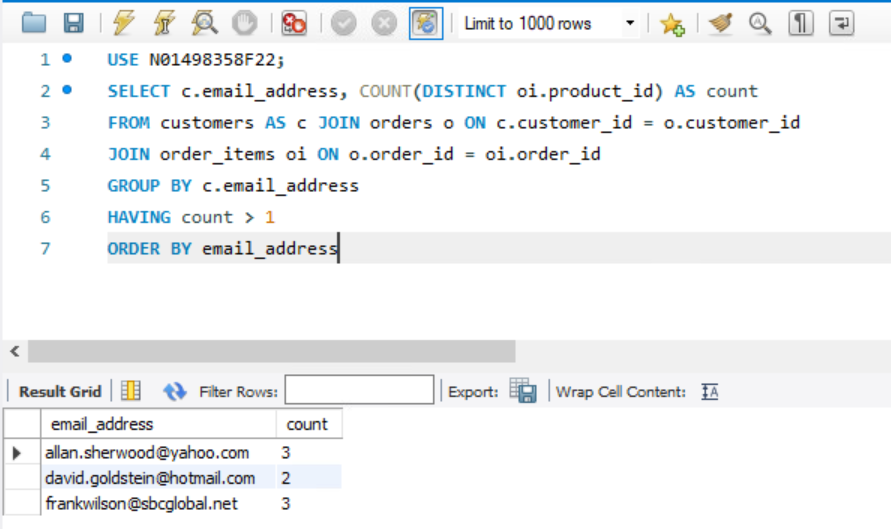 Limit to 1000 rows
1 USE N01498358F22;
2 SELECT c.email_address, COUNT(DISTINCT oi.product_id) AS count
3 FROM customers AS c JOIN orders o ON c.customer_id = o.customer_id
4 JOIN order_items oi ON o.order_id = oi.order_id
5 GROUP BY c.email_address
6 HAVING count > 1
7 ORDER BY email_address
Result Grid Filter Rows: Export: Wrap Cell Content: IA
email_address count
allan.sherwood@yahoo.com 3
david.goldstein@hotmail.com 2
frankwilson@sbcglobal.net 3